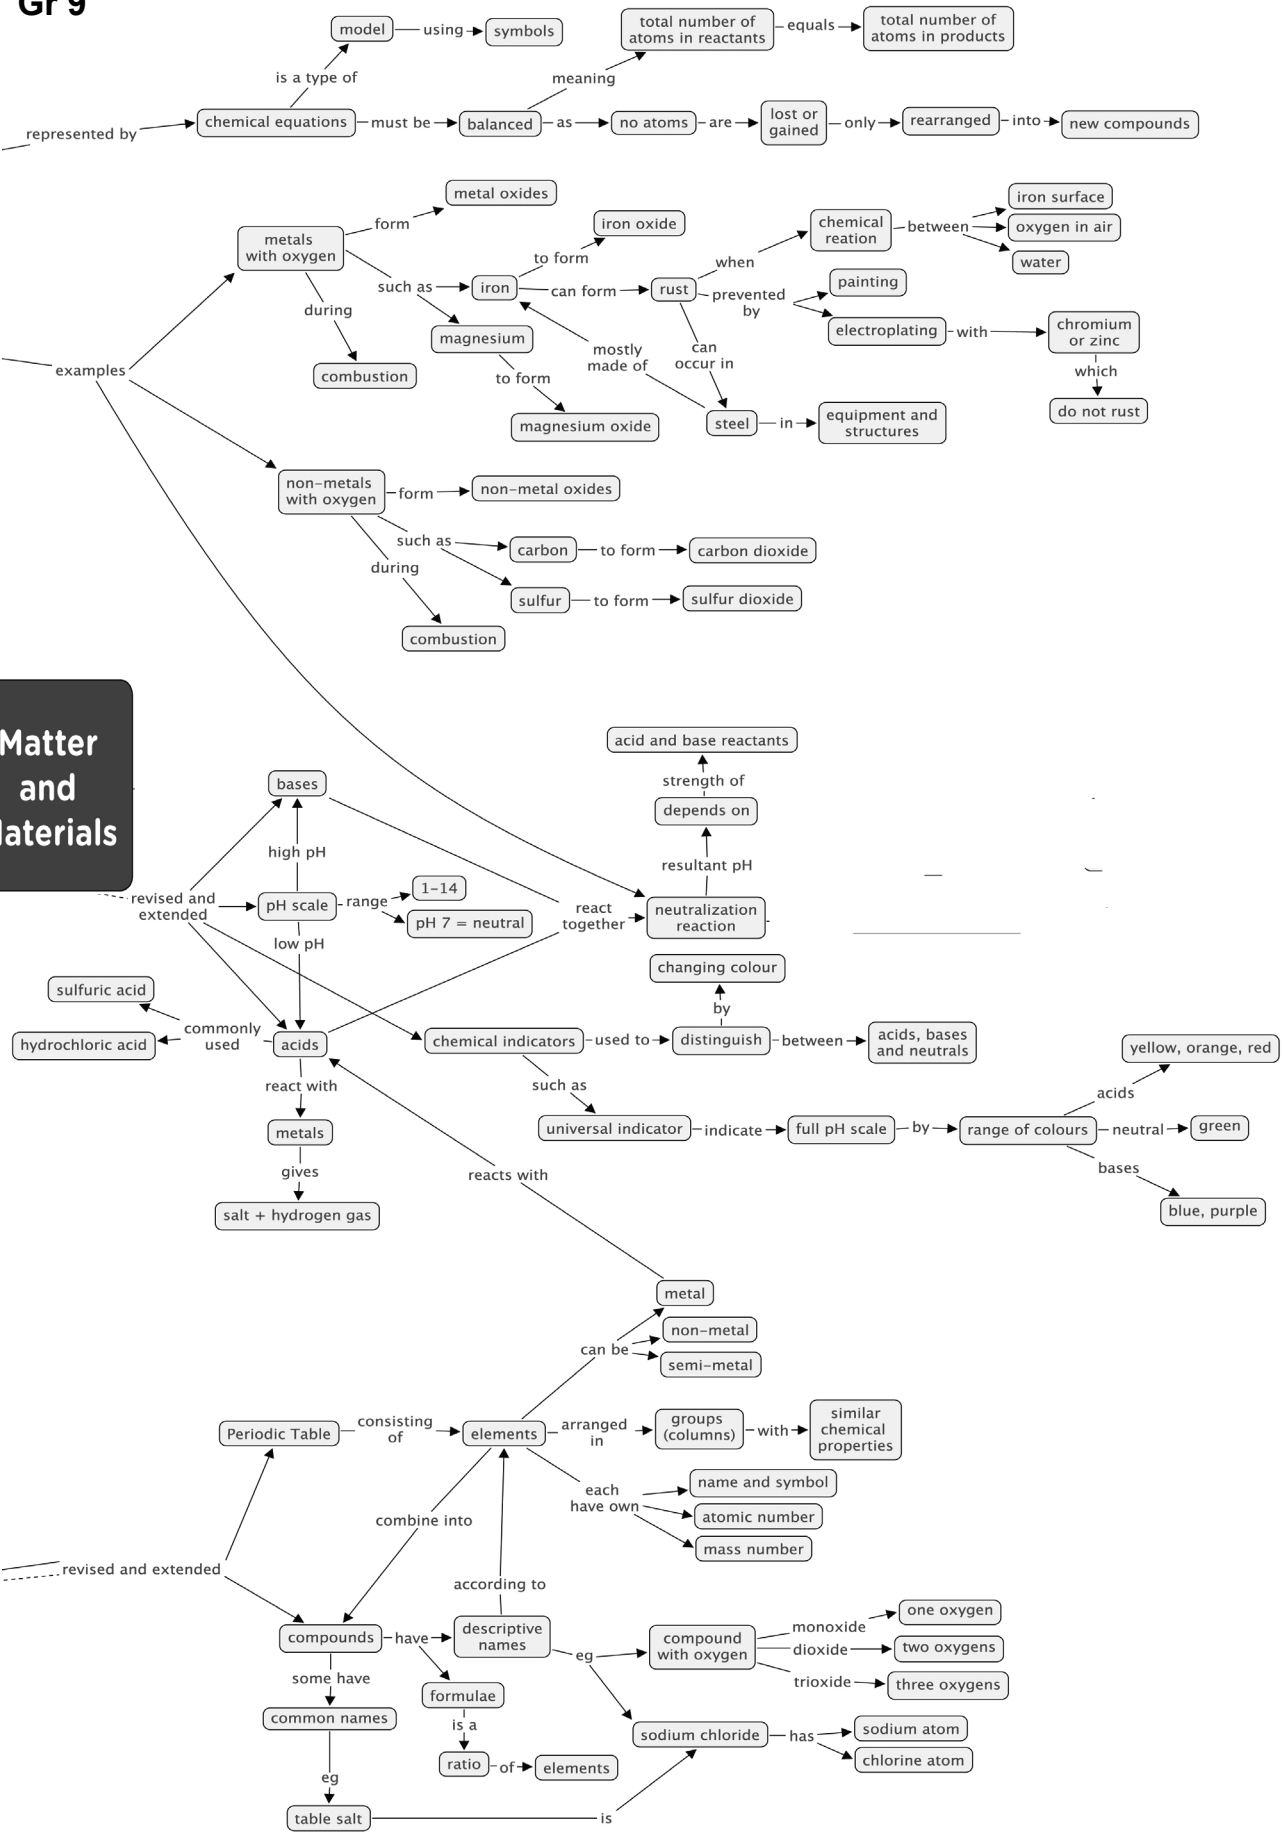 Gr 9
model
using
symbols
total number of
atoms in reactants
equals
total number of
atoms in products
is a type of
meaning
represented by
chemical equations
must be
balanced
as
no atoms
are
lost or
gained
only
rearranged
into
new compounds
metal oxides
form
metals
with oxygen
iron oxide
to form
such as
iron
can form
rust
when
chemical
reation
between
iron surface
oxygen in air
water
prevented
by
painting
electroplating
with
chromium
or zinc
which
do not rust
during
combustion
magnesium
to form
magnesium oxide
mostly
made of
can
occur in
steel
in
equipment and
structures
examples
non-metals
with oxygen
form
non-metal oxides
such as
carbon
to form
carbon dioxide
during
sulfur
to form
sulfur dioxide
combustion
Matter
and
aterials
acid and base reactants
strength of
depends on
resultant pH
bases
high pH
revised and
extended
pH scale
range
1-14
pH 7 = neutral
react
together
neutralization
reaction
low pH
changing colour
by
sulfuric acid
hydrochloric acid
commonly
used
acids
chemical indicators
used to
distinguish
between
acids, bases
and neutrals
react with
metals
gives
salt + hydrogen gas
such as
universal indicator
indicate
full pH scale
by
range of colours
acids
yellow, orange, red
neutral
green
bases
blue, purple
reacts with
metal
can be
non-metal
semi-metal
Periodic Table
consisting
of
elements
arranged
in
groups
(columns)
with
similar
chemical
properties
each
have own
name and symbol
atomic number
mass number
combine into
revised and extended
according to
compounds
have
descriptive
names
eg
compound
with oxygen
monoxide
one oxygen
dioxide
two oxygens
trioxide
three oxygens
some have
common names
formulae
is a
ratio
of
elements
sodium chloride
has
sodium atom
chlorine atom
eg
table salt
is